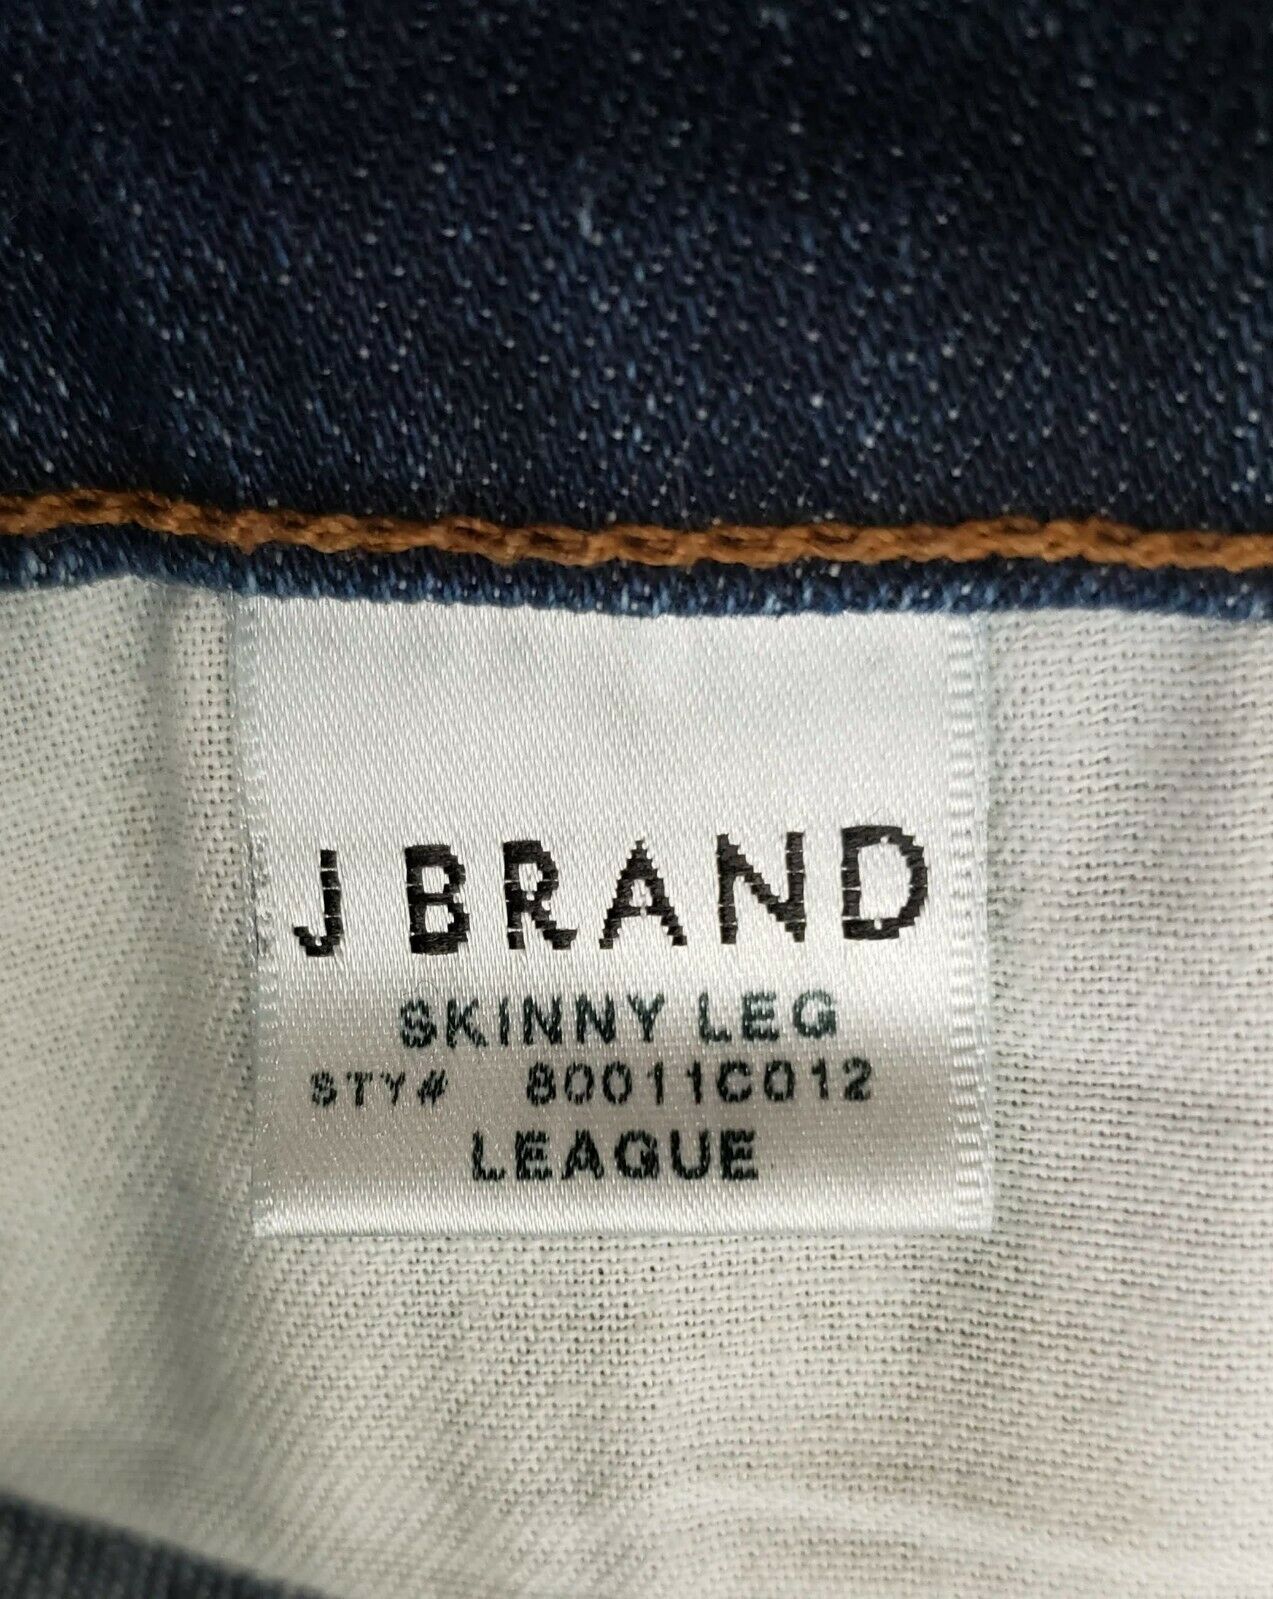 J BRAND
SKINNY LEG
STY# 80011C012
LEAGUE